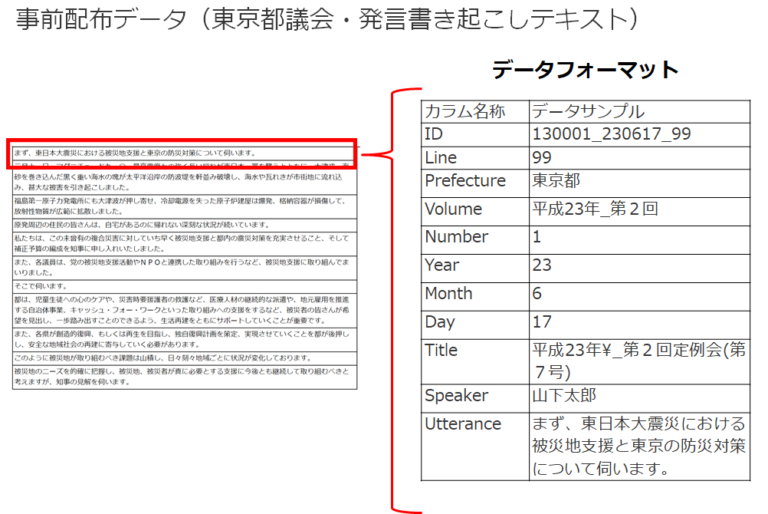 事前配布データ（東京都議会・発言書き起こしテキスト）
データフォーマット
まず、東日本大震災における被災地支援と東京の防災対策について伺います。
砂を巻き込んだ黒く重い海水の塊が太平洋沿岸の防波堤を軒並み破壊し、海水や瓦れきが市街地に流れ込
み、甚大な被害を引き起こしました。
福島第一原子力発電所にも大津波が押し寄せ、冷却電源を失った原子炉建屋は爆発、格納容器が損傷して、
放射性物質が広範に拡散しました。
原発周辺の住民の皆さんは、自宅があるのに帰れない深刻な状況が続いています。
私たちは、この未曾有の複合災害に対していち早く被災地支援と都内の震災対策を充実させること、そして
補正予算の編成を知事に申し入れいたしました。
また、各議員は、党の被災地支援活動やＮＰＯと連携した取り組みを行うなど、被災地支援に取り組んでま
いりました。
そこで伺います。
都は、児童生徒への心のケアや、災害時要援護者の救護など、医療人材の継続的な派遣や、地元雇用を推進
する自治体事業、キャッシュ・フォー・ワークといった取り組みへの支援をするなど、被災者の皆さんが希
望を見出し、一歩踏み出すことのできるよう、生活再建をともにサポートしていくことが重要です。
また、各県が創造的復興、もしくは再生を目指し、独自復興計画を策定、実現させていくことを都が後押し
し、安全な地域社会の再建に寄与していく必要があります。
このように被災地が取り組むべき課題は山積し、日々刻々地域ごとに状況が変化しております。
被災地のニーズを的確に把握し、被災地、被災者が真に必要とする支援に今後とも継続して取り組むべきと
考えますが、知事の見解を伺います。
カラム名称 データサンプル
ID 130001_230617_99
Line 99
Prefecture 東京都
Volume 平成23年_第２回
Number 1
Year 23
Month 6
Day 17
Title 平成23年¥_第２回定例会(第
７号)
Speaker 山下太郎
Utterance まず、東日本大震災における
被災地支援と東京の防災対策
について伺います。